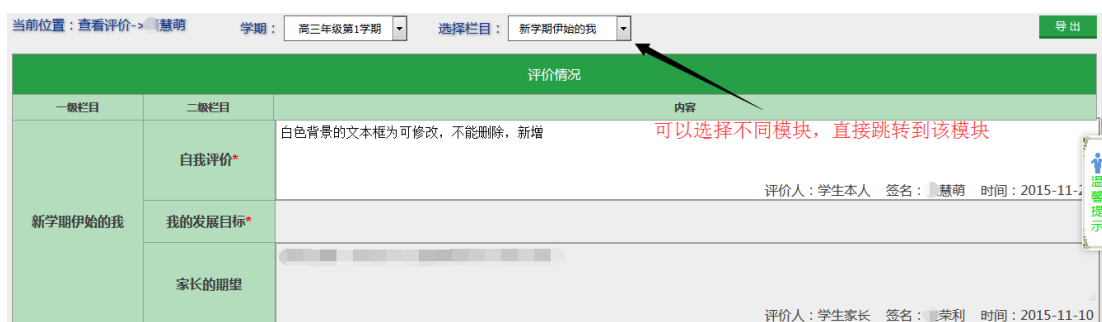 当前位置：查看评价->慧萌 学期： 高三年级第1学期 选择栏目： 新学期伊始的我 导出
评价情况
一级栏目 二级栏目 内容
白色背景的文本框为可修改，不能删除，新增
可以选择不同模块，直接跳转到该模块
自我评价*
评价人：学生本人 签名：慧萌 时间：2015-11-2
温馨提示
新学期伊始的我 我的发展目标*
家长的期望
评价人：学生家长 签名：荣利 时间：2015-11-10